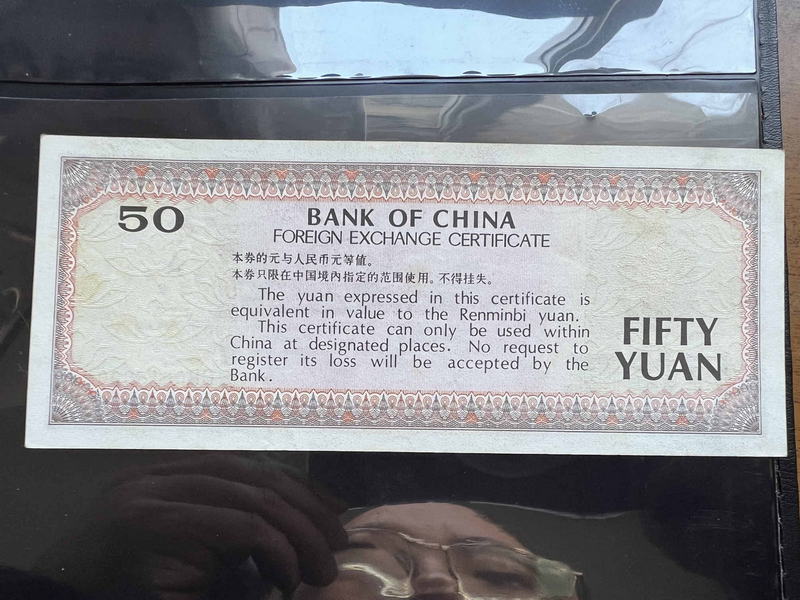 50
BANK OF CHINA
FOREIGN EXCHANGE CERTIFICATE
本券的元与人民币元等值。
本券只限在中国境内指定的范围使用。不得挂失。
The yuan expressed in this certificate is
equivalent in value to the Renminbi yuan.
This certificate can only be used within
China at designated places. No request to
register its loss will be accepted by the
Bank.
FIFTY
YUAN